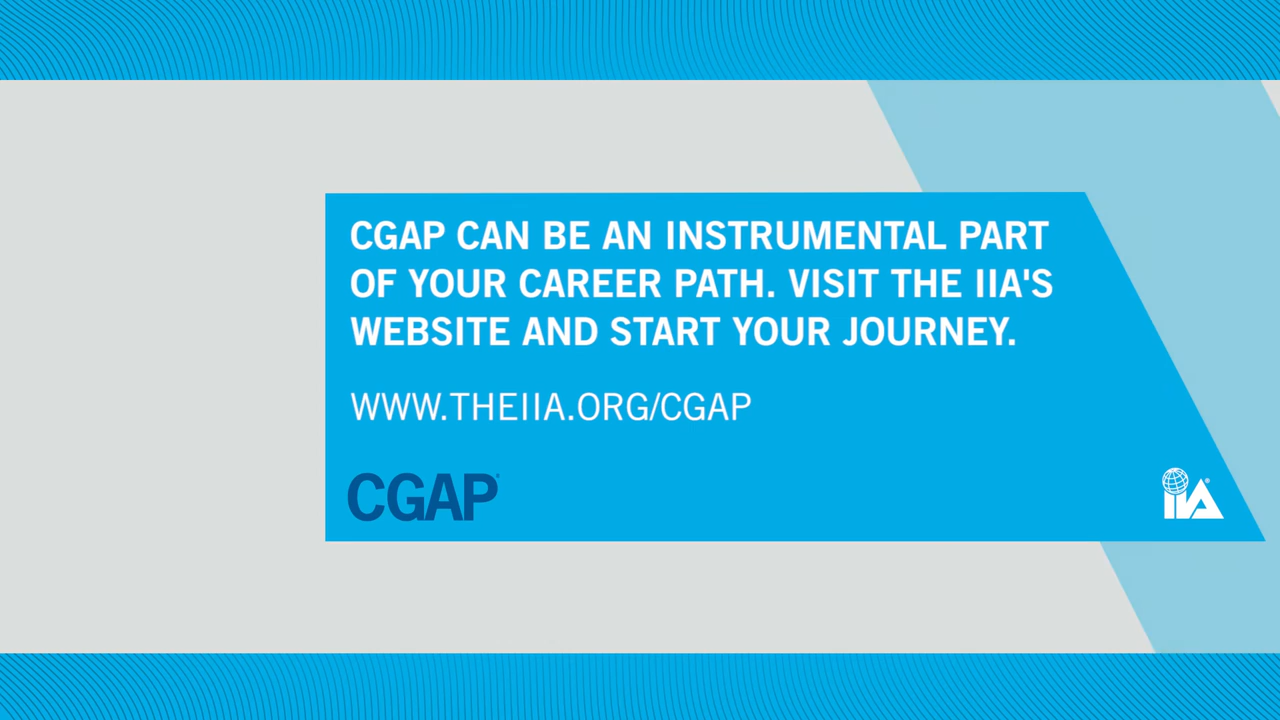 CGAP CAN BE AN INSTRUMENTAL PART
OF YOUR CAREER PATH. VISIT THE IIA'S
WEBSITE AND START YOUR JOURNEY.
WWW.THEIIA.ORG/CGAP
CGAP®
IIA®